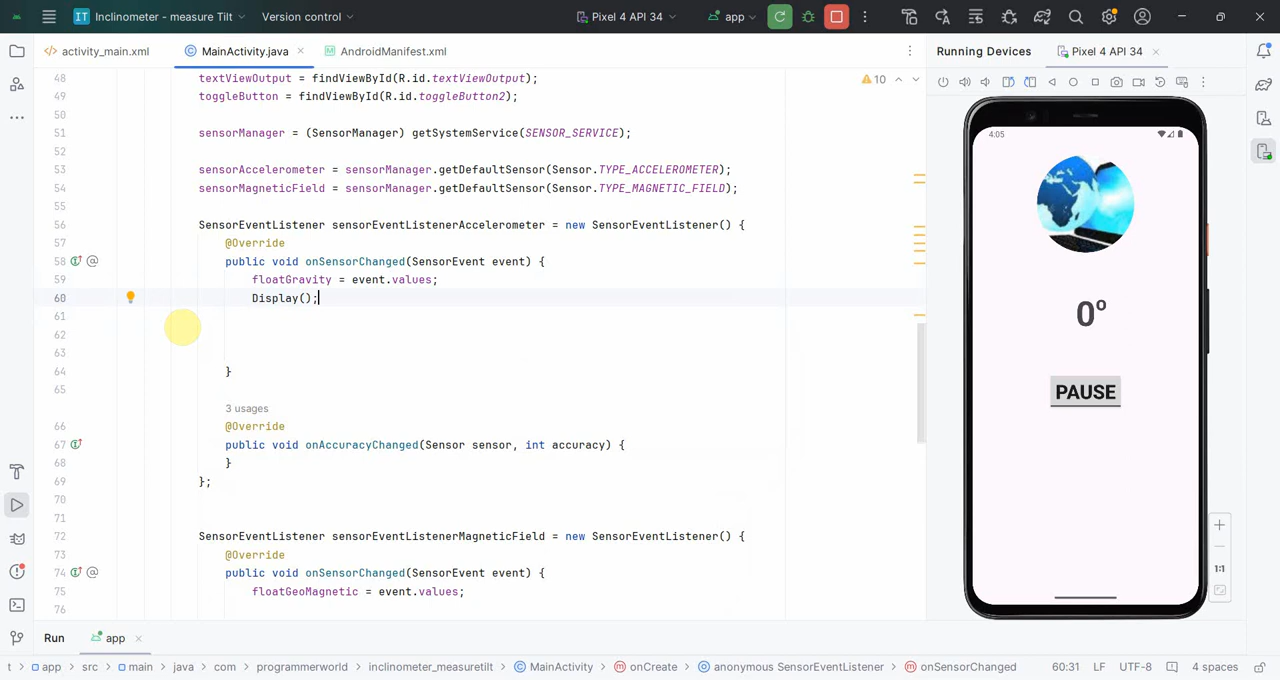 IT Inclinometer - measure Tilt Version control Pixel 4 API 34 app
activity_main.xml MainActivity.java AndroidManifest.xml Running Devices Pixel 4 API 34
48 textViewOutput = findViewById(R.id.textViewOutput); 10
49 toggleButton = findViewById(R.id.toggleButton2);
50
51 sensorManager = (SensorManager) getSystemService(SENSOR_SERVICE);
52
53 sensorAccelerometer = sensorManager.getDefaultSensor(Sensor.TYPE_ACCELEROMETER);
54 sensorMagneticField = sensorManager.getDefaultSensor(Sensor.TYPE_MAGNETIC_FIELD);
55
56 SensorEventListener sensorEventListenerAccelerometer = new SensorEventListener() {
57 @Override
58 public void onSensorChanged(SensorEvent event) {
59 floatGravity = event.values;
60 Display();
61
62
63
64 }
65
3 usages
66 @Override
67 public void onAccuracyChanged(Sensor sensor, int accuracy) {
68 }
69 };
70
71
72 SensorEventListener sensorEventListenerMagneticField = new SensorEventListener() {
73 @Override
74 public void onSensorChanged(SensorEvent event) {
75 floatGeoMagnetic = event.values;
76
4:05
0º
PAUSE
1:1
Run app
t app src main java com programmerworld inclinometer_measuretilt MainActivity onCreate anonymous SensorEventListener onSensorChanged 60:31 LF UTF-8 4 spaces